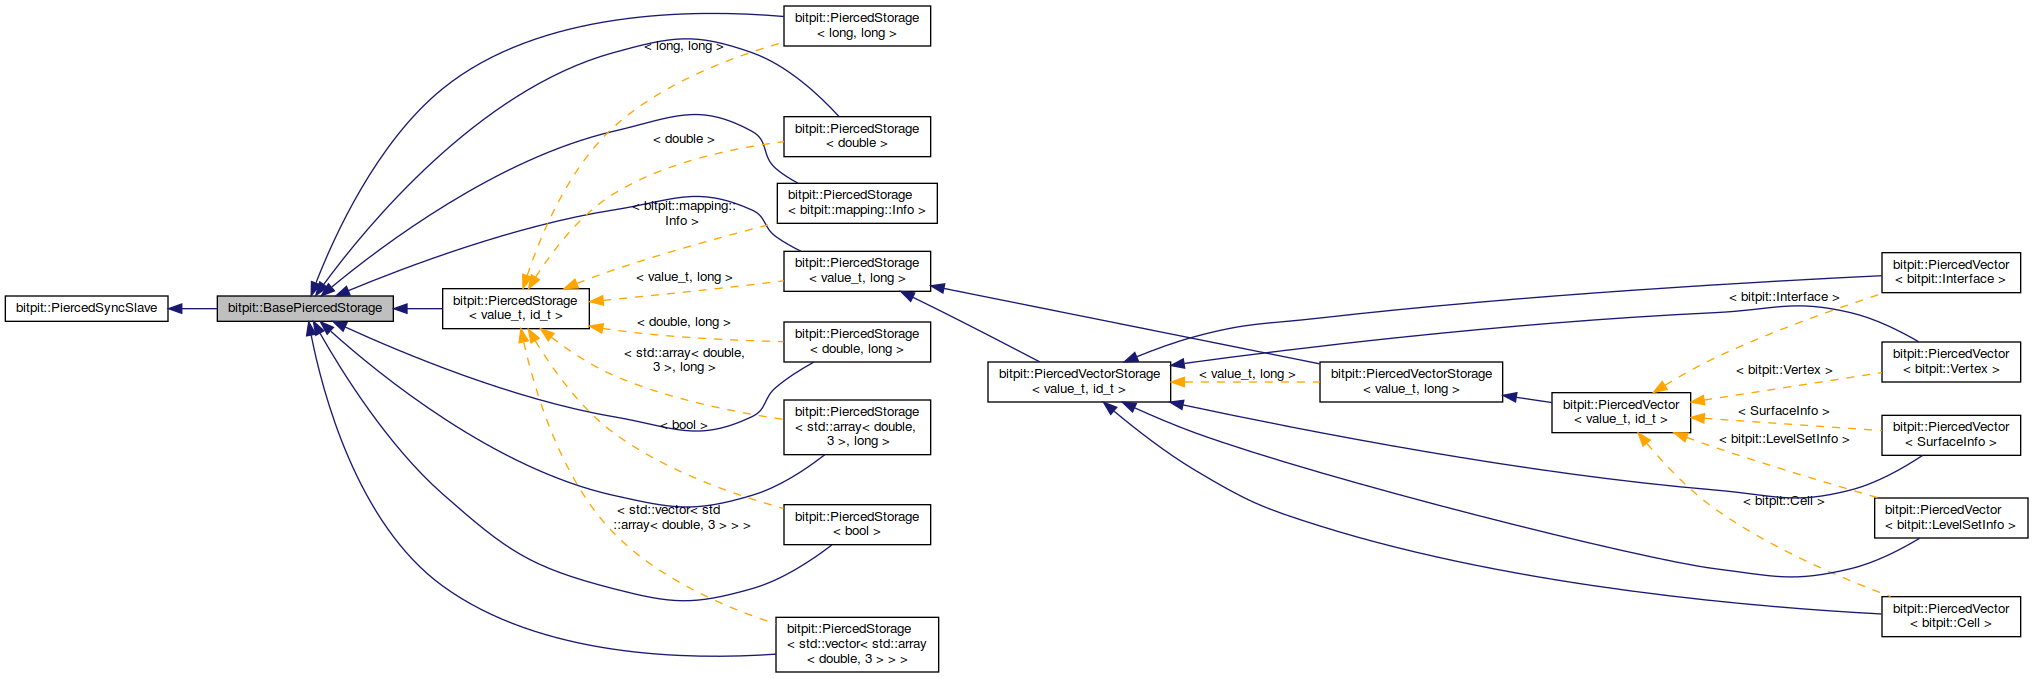 bitpit::PiercedSyncSlave
bitpit::BasePiercedStorage
bitpit::PiercedStorage
< value_t, id_t >
< long, long >
< double >
< bitpit::mapping::
Info >
< value_t, long >
< double, long >
< std::array< double,
3 >, long >
< bool >
< std::vector< std
::array< double, 3 > > >
bitpit::PiercedStorage
< long, long >
bitpit::PiercedStorage
< double >
bitpit::PiercedStorage
< bitpit::mapping::Info >
bitpit::PiercedStorage
< value_t, long >
bitpit::PiercedStorage
< double, long >
bitpit::PiercedStorage
< std::array< double,
3 >, long >
bitpit::PiercedStorage
< bool >
bitpit::PiercedStorage
< std::vector< std::array
< double, 3 > > >
bitpit::PiercedVectorStorage
< value_t, id_t >
< value_t, long >
bitpit::PiercedVectorStorage
< value_t, long >
bitpit::PiercedVector
< value_t, id_t >
< bitpit::Interface >
< bitpit::Vertex >
< SurfaceInfo >
< bitpit::LevelSetInfo >
< bitpit::Cell >
bitpit::PiercedVector
< bitpit::Interface >
bitpit::PiercedVector
< bitpit::Vertex >
bitpit::PiercedVector
< SurfaceInfo >
bitpit::PiercedVector
< bitpit::LevelSetInfo >
bitpit::PiercedVector
< bitpit::Cell >